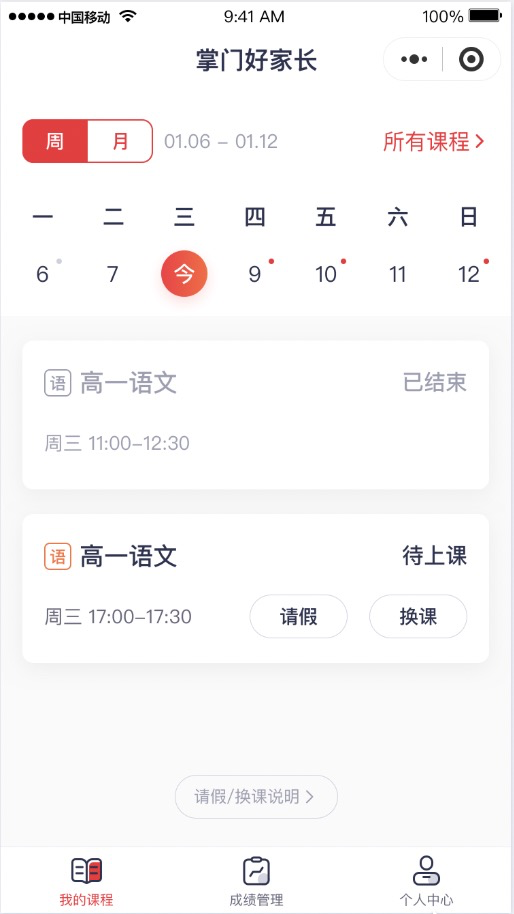 中国移动 9:41 AM 100%
掌门好家长
周 月 01.06 – 01.12 所有课程
一 二 三 四 五 六 日
6 7 今 9 10 11 12
语 高一语文 已结束
周三 11:00–12:30
语 高一语文 待上课
周三 17:00–17:30 请假 换课
请假/换课说明
我的课程 成绩管理 个人中心